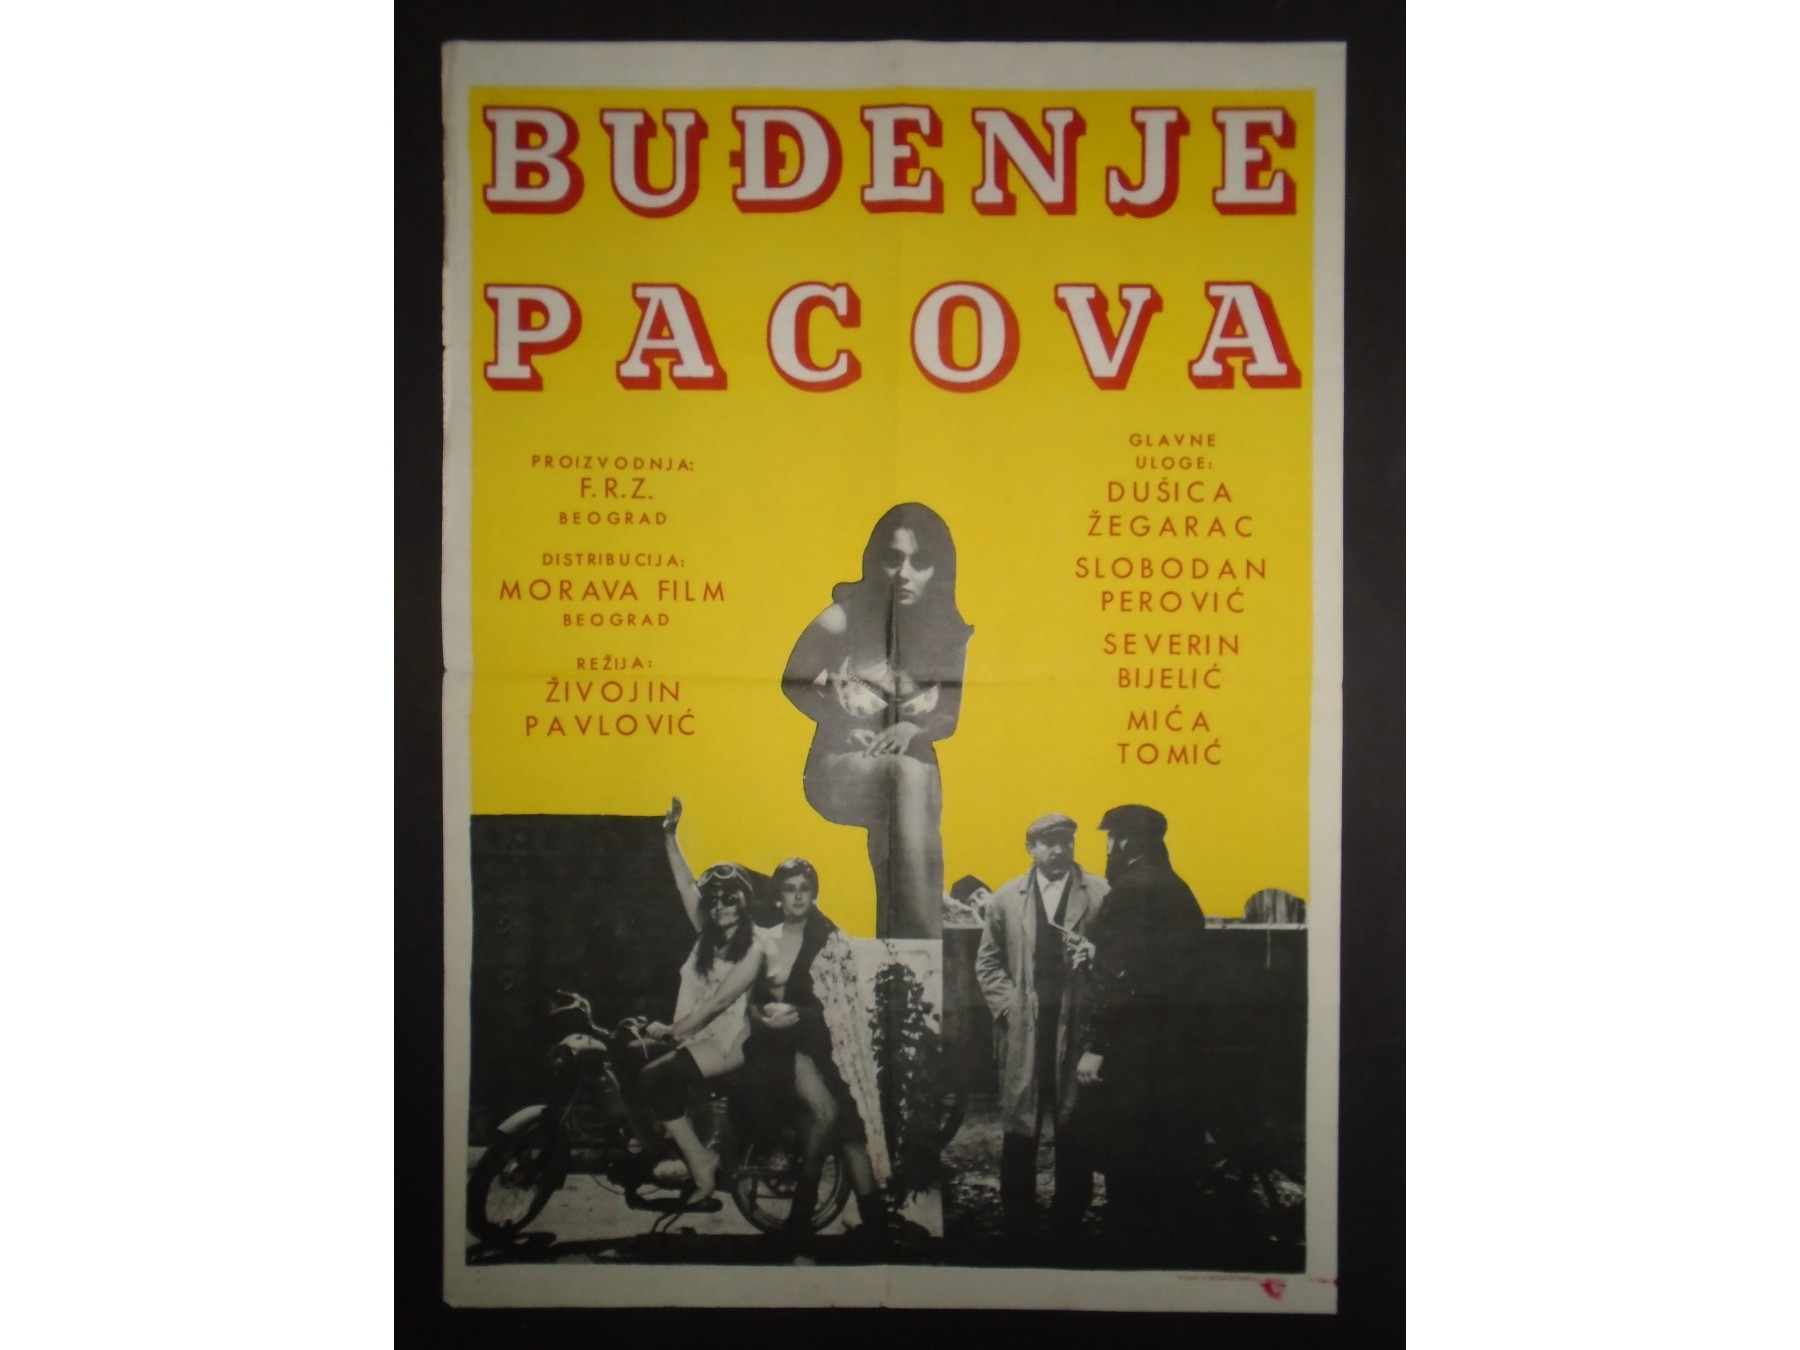 BUĐENJE
PACOVA
PROIZVODNJA:
F.R.Z.
BEOGRAD
DISTRIBUCIJA:
MORAVA FILM
BEOGRAD
REŽIJA:
ŽIVOJIN
PAVLOVIĆ
GLAVNE
ULOGE:
DUŠICA
ŽEGARAC
SLOBODAN
PEROVIĆ
SEVERIN
BIJELIĆ
MIĆA
TOMIĆ